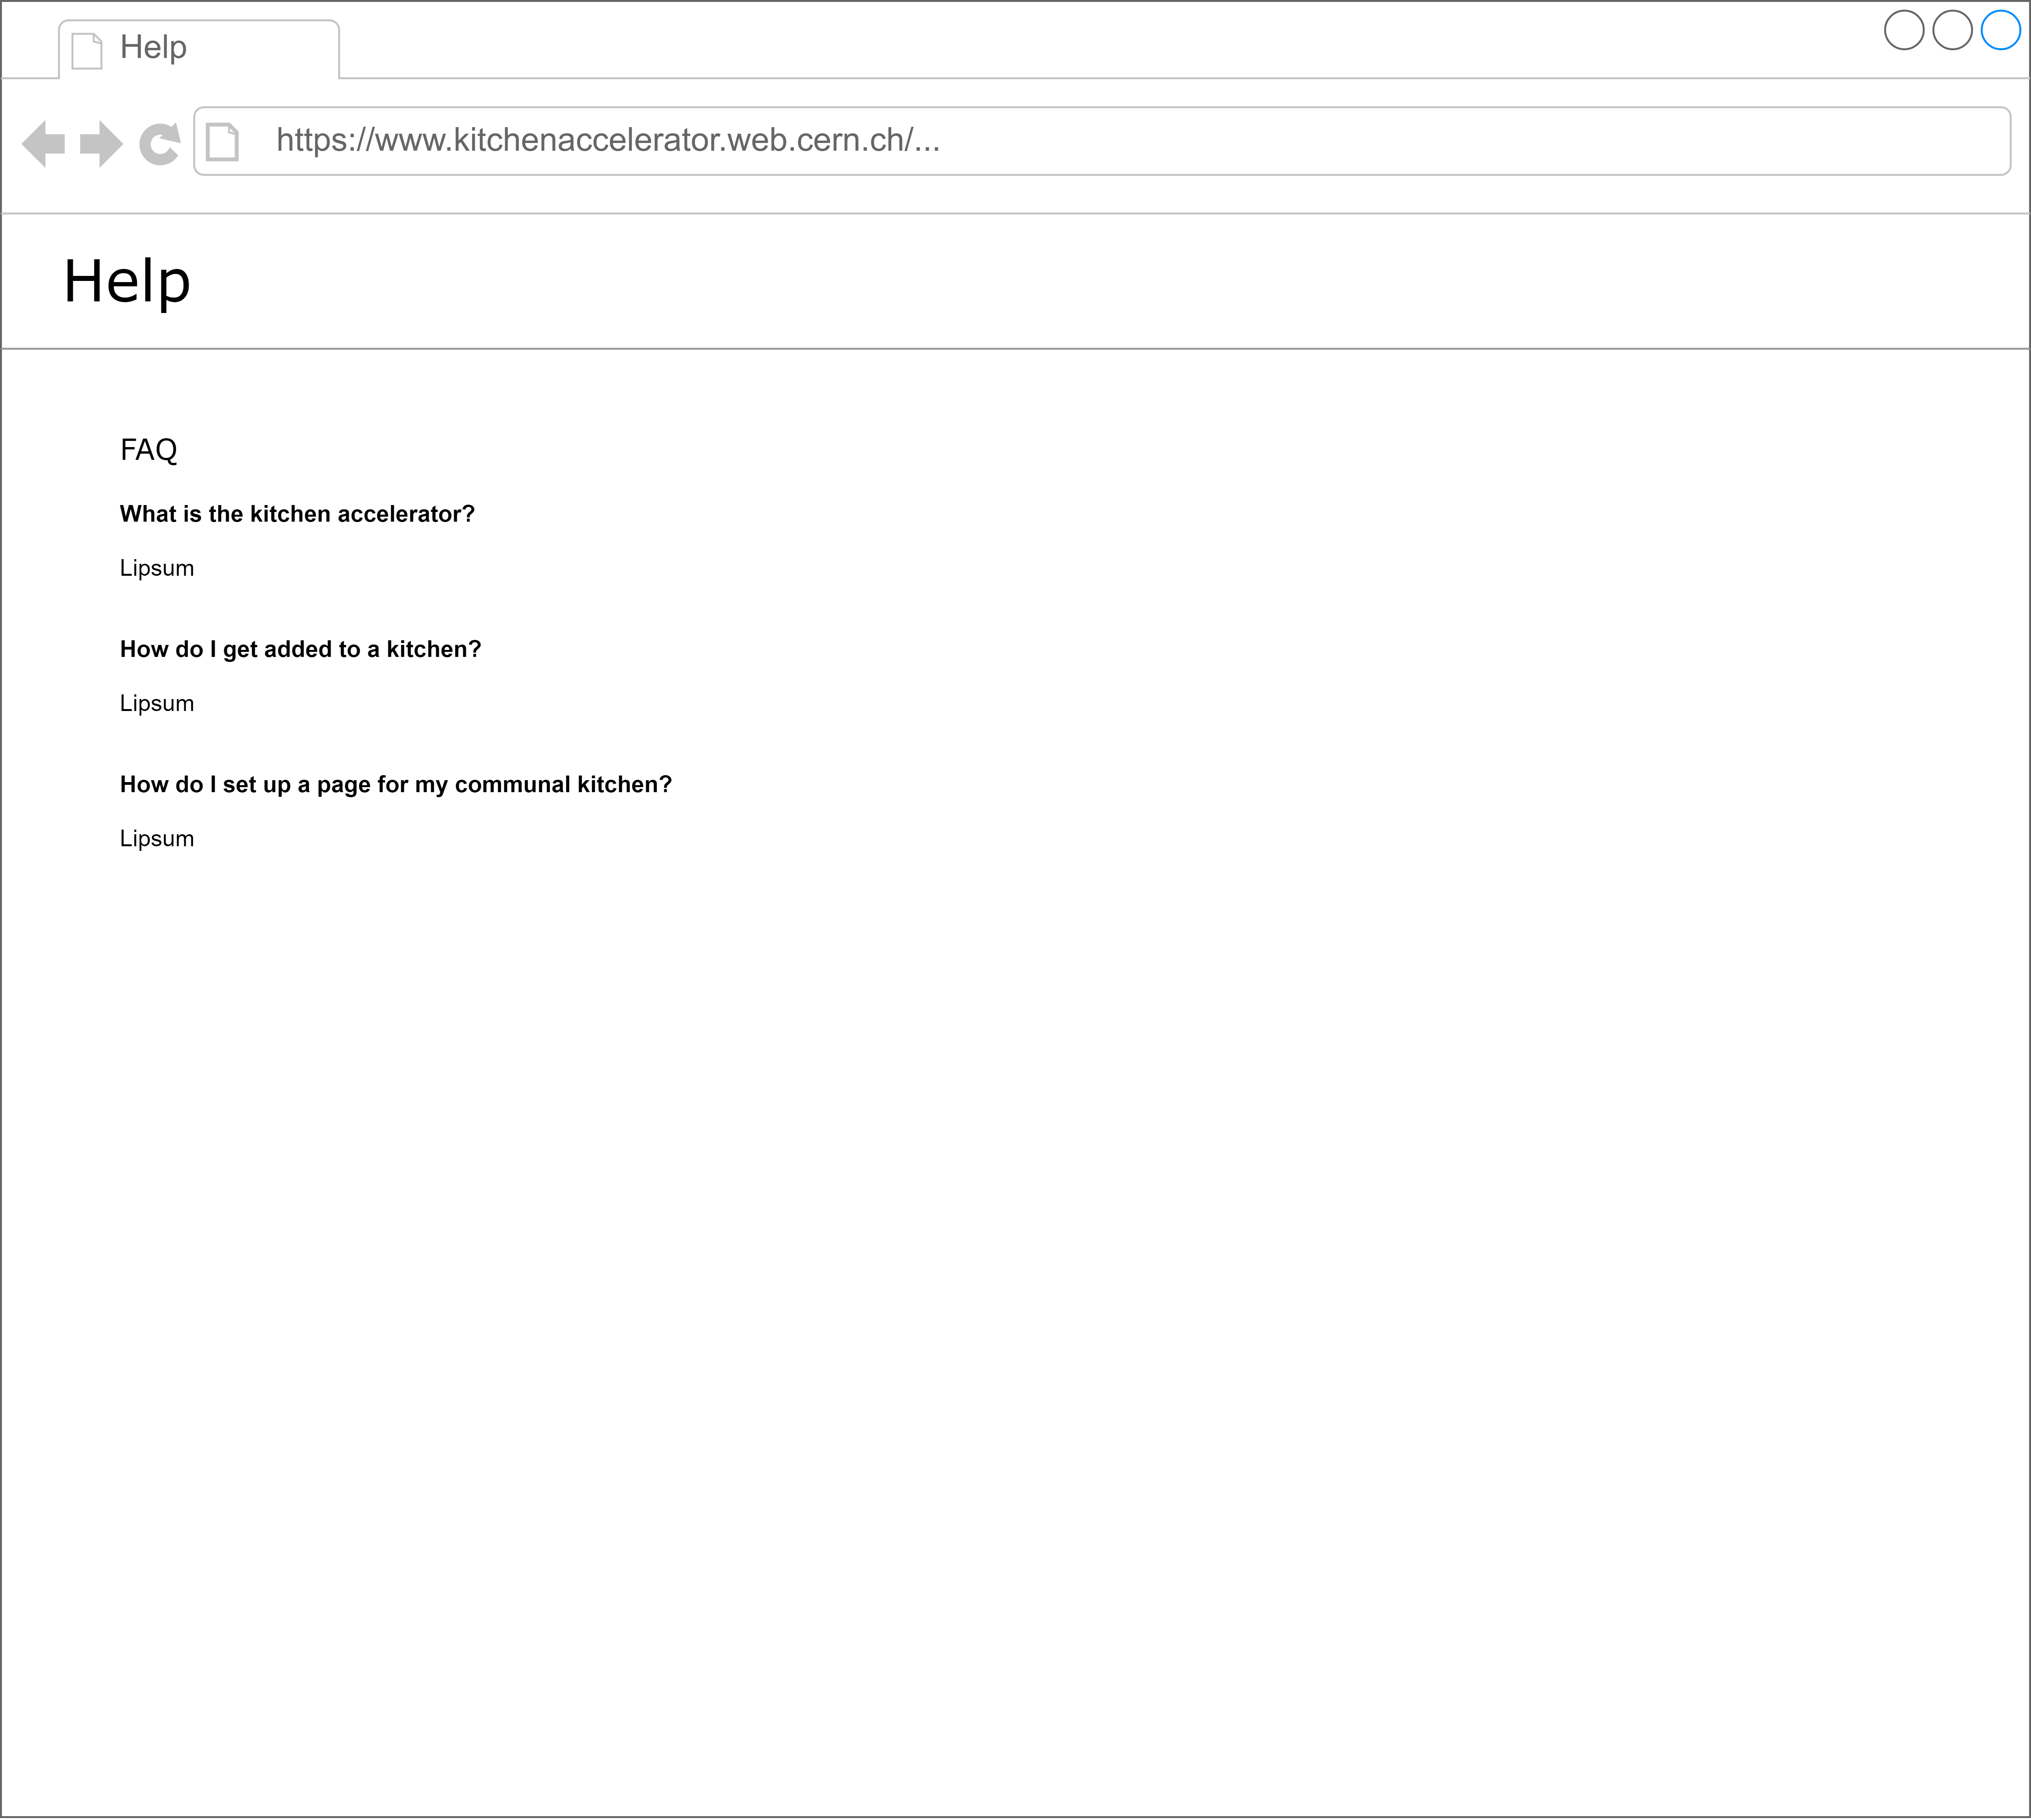 Help
https://www.kitchenaccelerator.web.cern.ch/...
Help
FAQ
What is the kitchen accelerator?
Lipsum
How do I get added to a kitchen?
Lipsum
How do I set up a page for my communal kitchen?
Lipsum